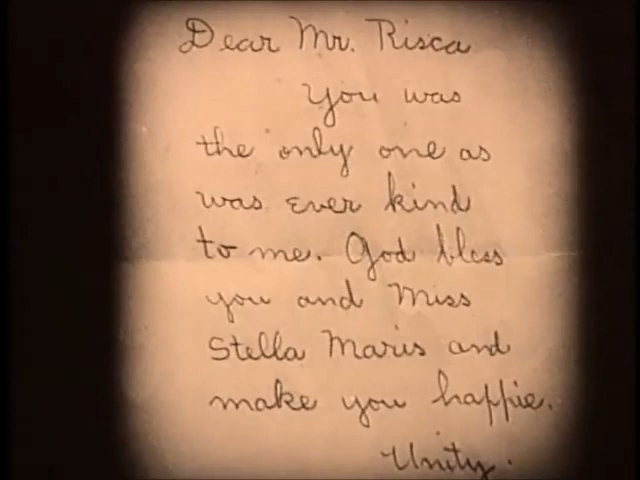 Dear Mr. Risca
You was
the only one as
was ever kind
to me. God bless
you and Miss
Stella Maris and
make you happie.
Unity.